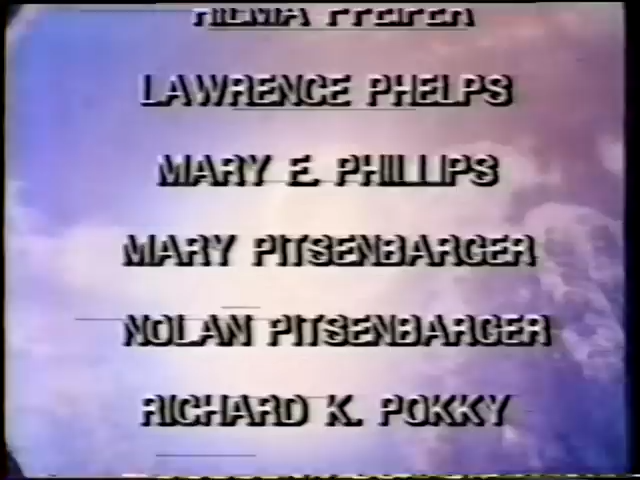 LAWRENCE PHELPS
MARY E. PHILLIPS
MARY PITSENBARGER
NOLAN PITSENBARGER
RICHARD K. POKKY